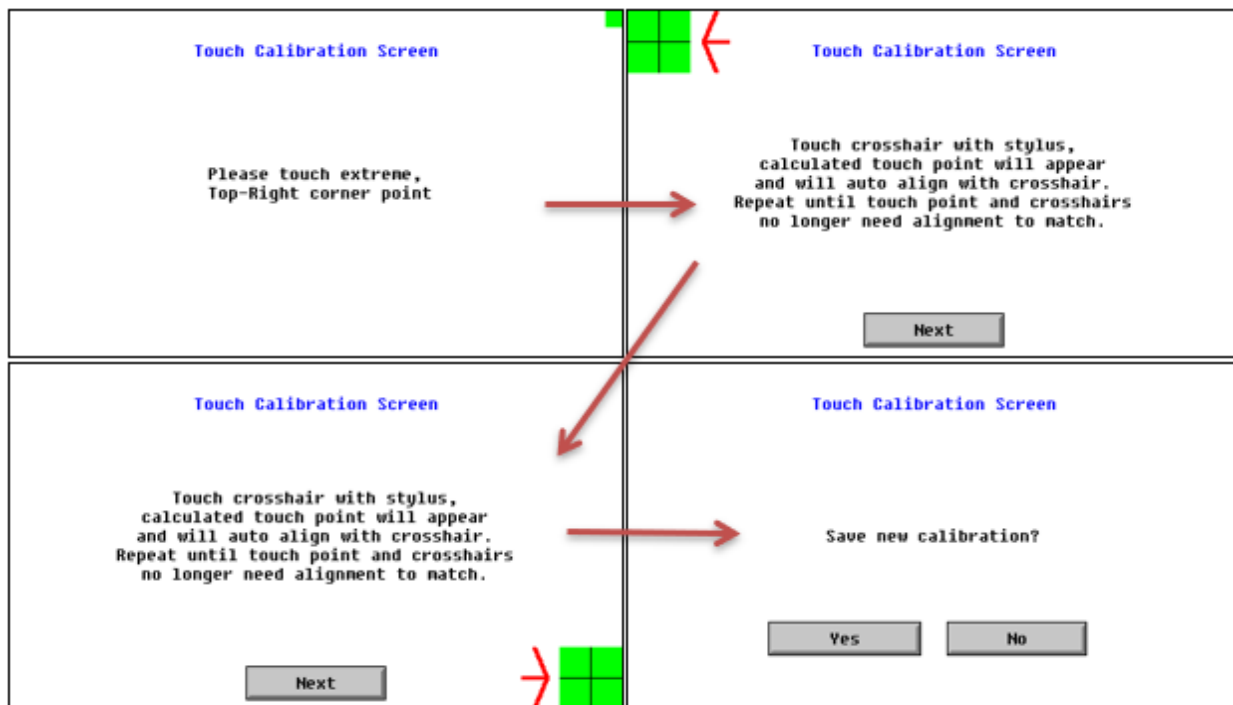 Touch Calibration Screen
Please touch extreme,
Top-Right corner point
Touch Calibration Screen
Touch crosshair with stylus,
calculated touch point will appear
and will auto align with crosshair.
Repeat until touch point and crosshairs
no longer need alignment to match.
Next
Touch Calibration Screen
Touch crosshair with stylus,
calculated touch point will appear
and will auto align with crosshair.
Repeat until touch point and crosshairs
no longer need alignment to match.
Next
Touch Calibration Screen
Save new calibration?
Yes No